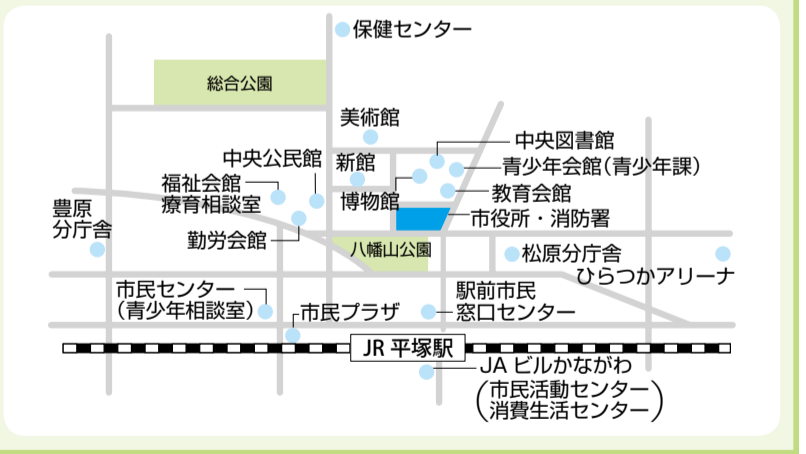 保健センター
総合公園
美術館
中央図書館
中央公民館
新館
青少年会館(青少年課)
福祉会館
療育相談室
博物館
教育会館
豊原
分庁舎
市役所・消防署
勤労会館
八幡山公園
松原分庁舎
ひらつかアリーナ
市民センター
(青少年相談室)
市民プラザ
駅前市民
窓口センター
JR 平塚駅
JA ビルかながわ
(市民活動センター
消費生活センター)